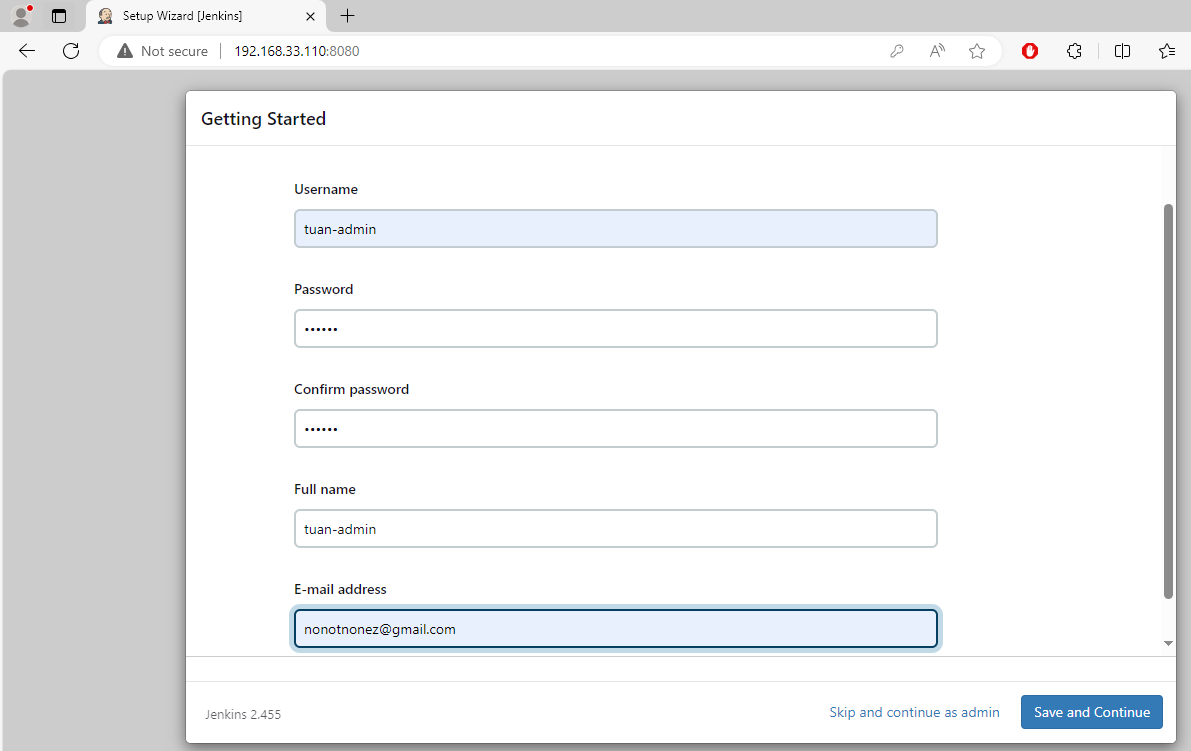 Setup Wizard [Jenkins]
Not secure 192.168.33.110:8080
Getting Started
Username
tuan-admin
Password
••••••
Confirm password
••••••
Full name
tuan-admin
E-mail address
nonotnonez@gmail.com
Jenkins 2.455
Skip and continue as admin
Save and Continue